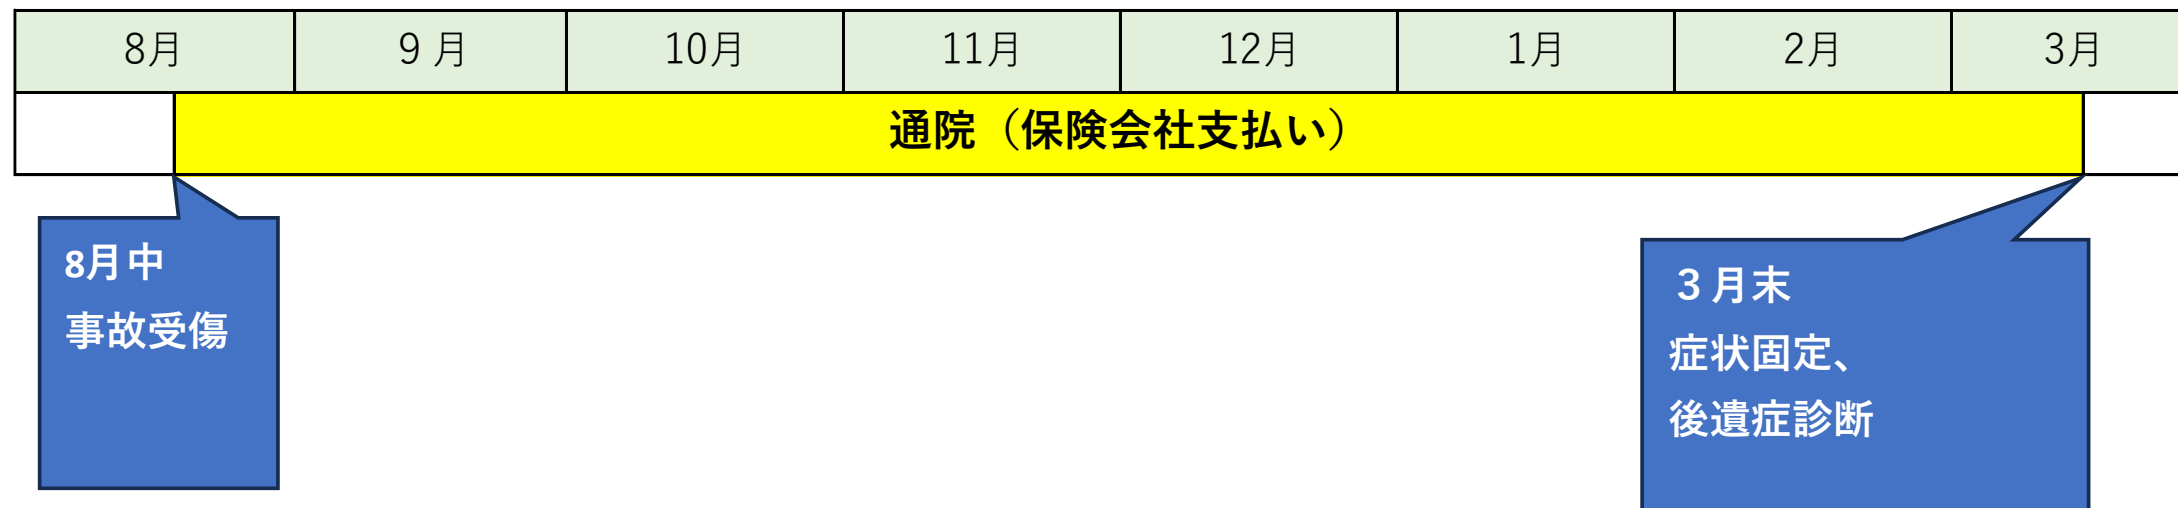 8月 9月 10月 11月 12月 1月 2月 3月
通院（保険会社支払い）
8月中
事故受傷
３月末
症状固定、
後遺症診断